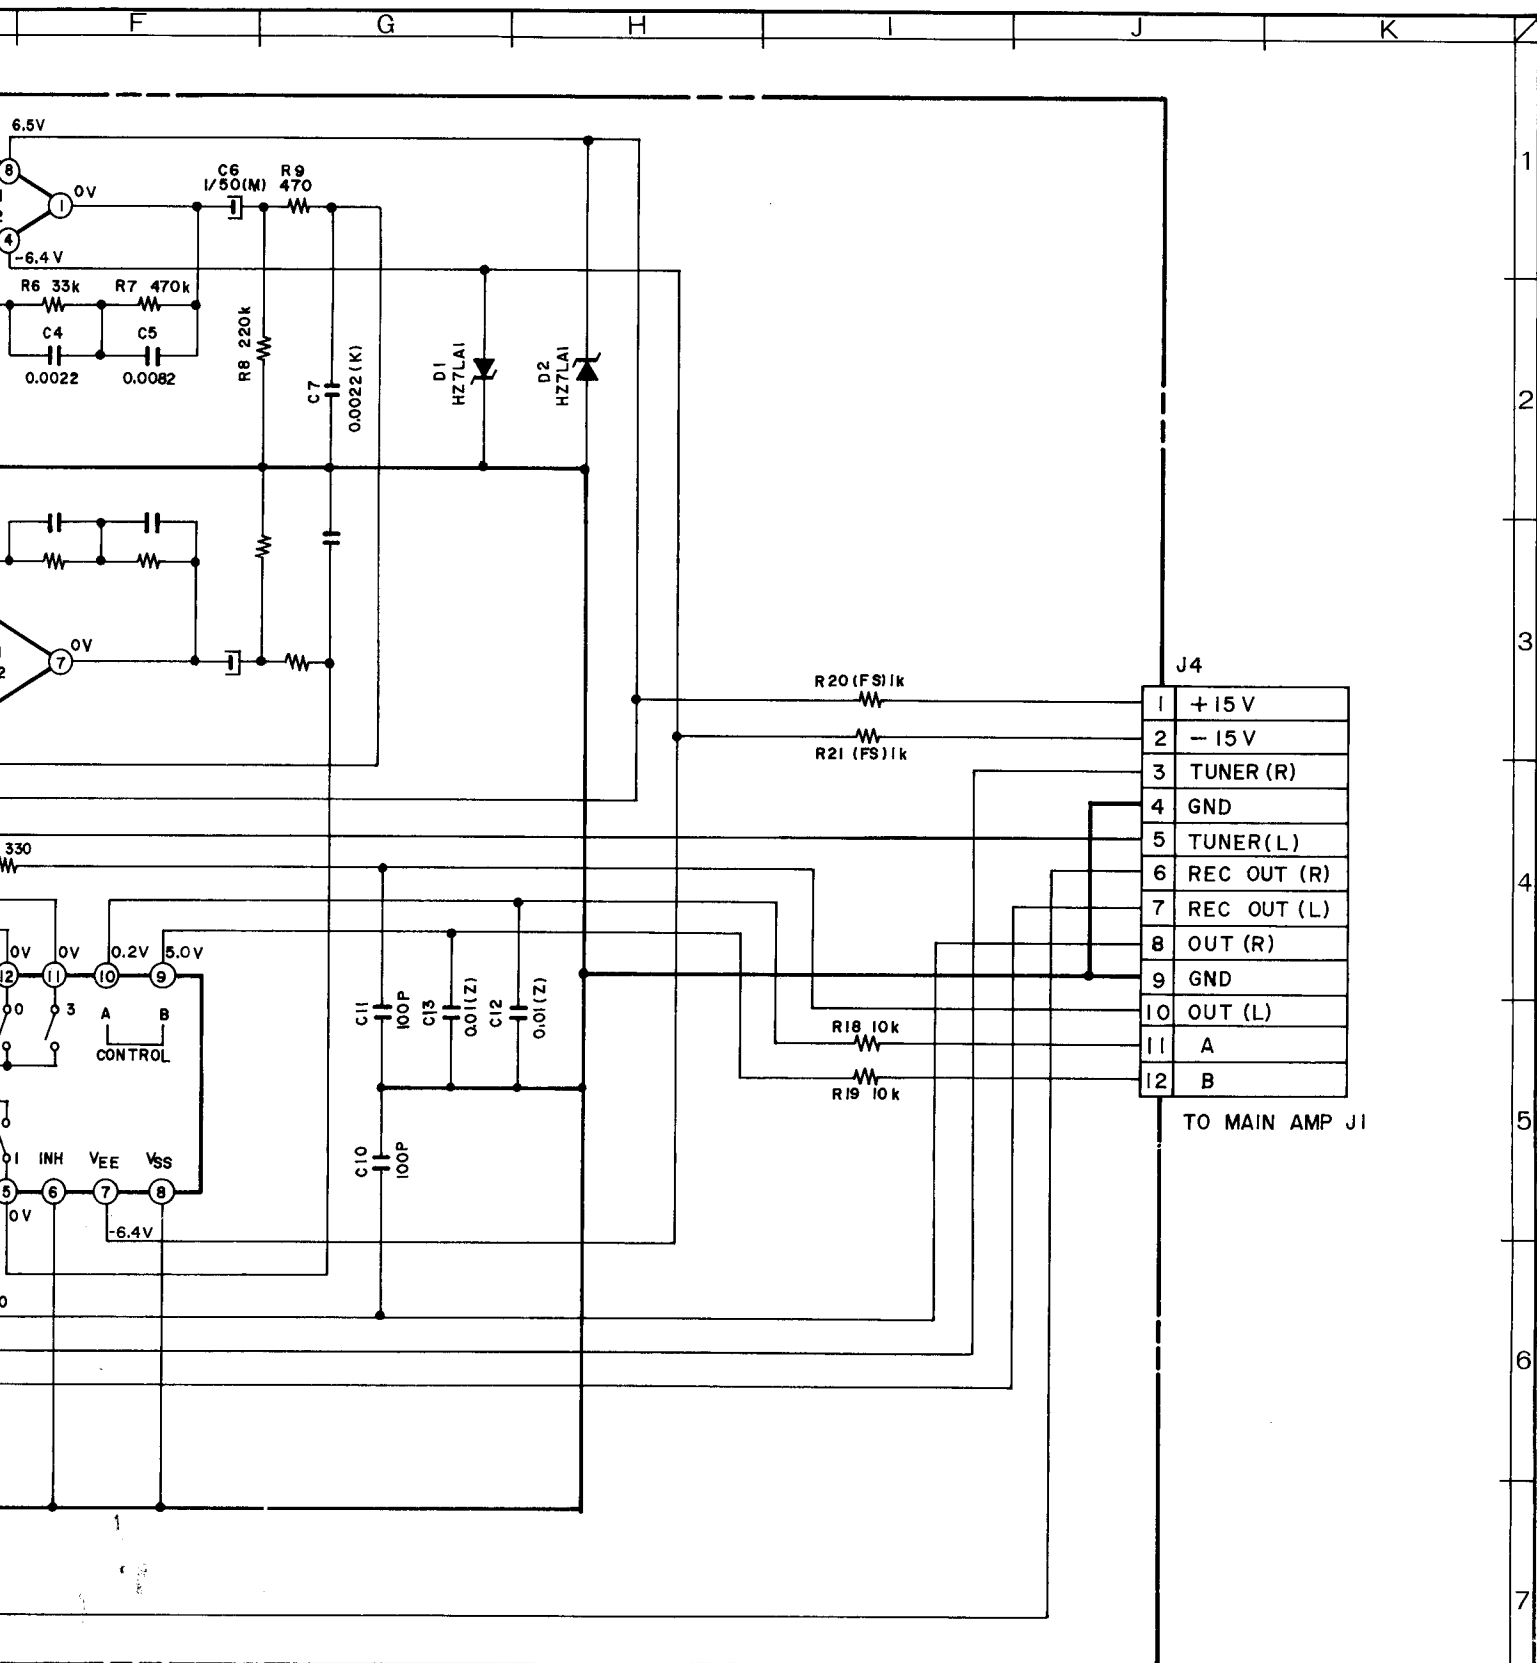 F G H I J K
1
2
3
4
5
6
7
6.5V
8
1
0V
4
-6.4V
C6
1/50(M)
R9
470
R6 33k
R7 470k
C4
0.0022
C5
0.0082
R8 220k
C7
0.0022(K)
D1
HZ7LA1
D2
HZ7LA1
7
0V
R20(FS)1k
R21(FS)1k
J4
1 +15V
2 -15V
3 TUNER(R)
4 GND
5 TUNER(L)
6 REC OUT (R)
7 REC OUT (L)
8 OUT (R)
9 GND
10 OUT (L)
11 A
12 B
TO MAIN AMP J1
330
0V 0V 0.2V 5.0V
12 11 10 9
0 3 A B
CONTROL
C11
100P
C13
0.01(Z)
C12
0.01(Z)
R18 10k
R19 10k
C10
100P
1 INH VEE VSS
5 6 7 8
0V
-6.4V